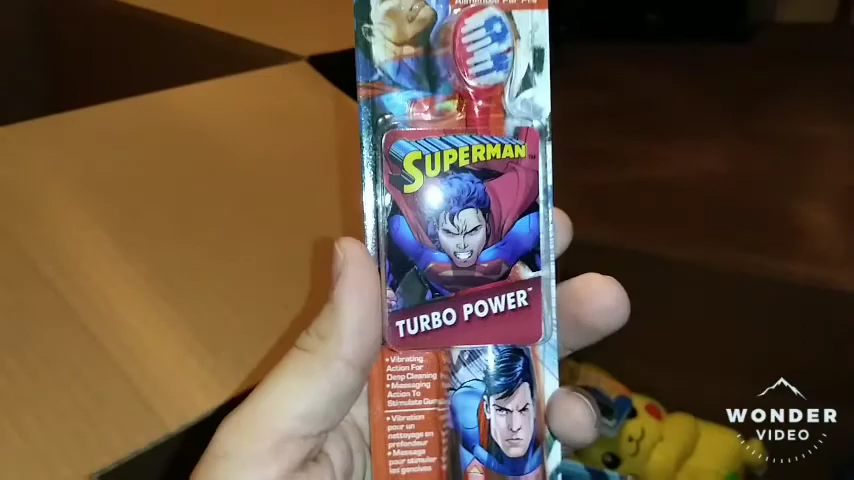 SUPERMAN™
TURBO POWER™
• Vibrating
Action For
Deep Cleaning
• Massaging
Action To
Stimulate Gums
• Vibration
pour un
nettoyage en
profondeur
• Massage
pour stimuler
les gencives
WONDER
VIDEO